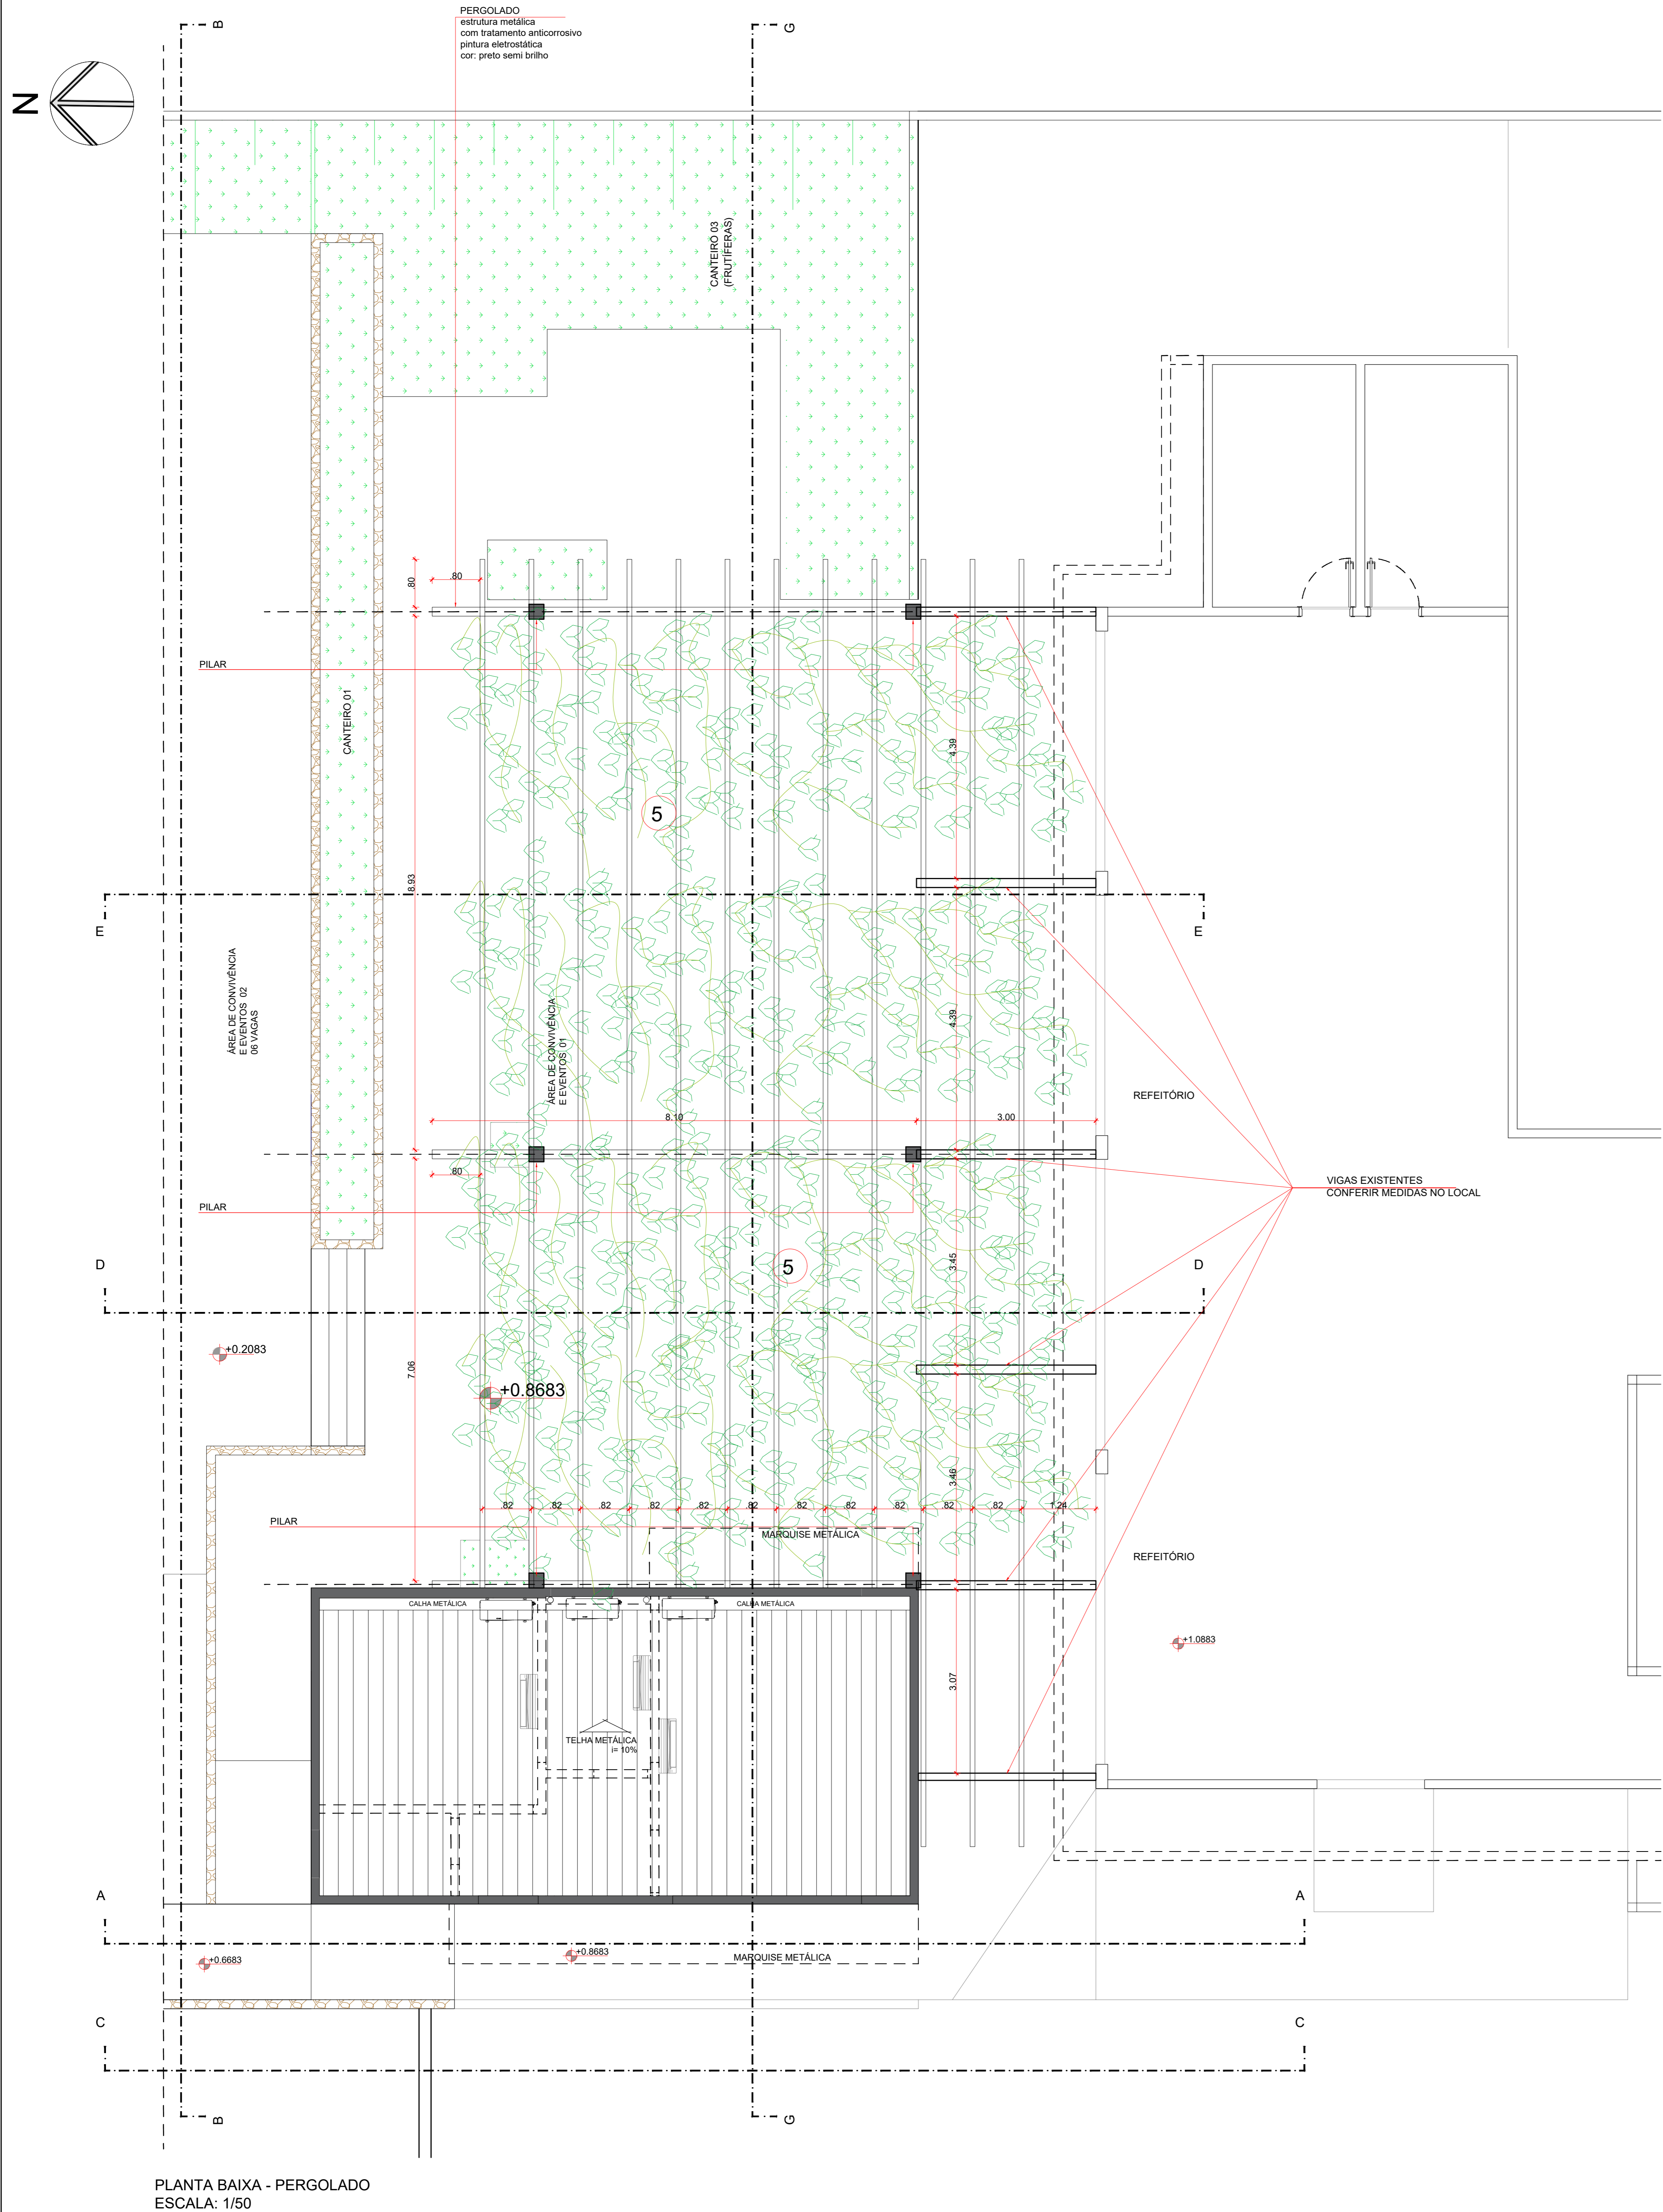 PERGOLADO
estrutura metálica
com tratamento anticorrosivo
pintura eletrostática
cor: preto semi brilho
B
G
N
CANTEIRO 03
(FRUTÍFERAS)
.80
.80
PILAR
CANTEIRO 01
4.39
5
8.93
E
E
ÁREA DE CONVIVÊNCIA
E EVENTOS 02
06 VAGAS
ÁREA DE CONVIVÊNCIA
E EVENTOS 01
4.39
REFEITÓRIO
8.10
3.00
.80
VIGAS EXISTENTES
CONFERIR MEDIDAS NO LOCAL
PILAR
D
D
3.45
5
+0.2083
7.06
+0.8683
3.46
.82
.82
.82
.82
.82
.82
.82
.82
.82
.82
.82
1.24
PILAR
MARQUISE METÁLICA
REFEITÓRIO
CALHA METÁLICA
CALHA METÁLICA
+1.0883
3.07
TELHA METÁLICA
i= 10%
A
A
+0.6683
+0.8683
MARQUISE METÁLICA
C
C
B
G
PLANTA BAIXA - PERGOLADO
ESCALA: 1/50